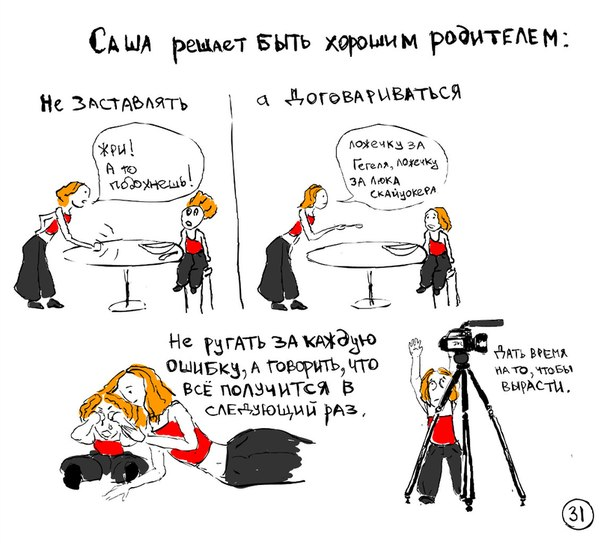 Саша решает быть хорошим родителем:
Не заставлять
а договариваться
Жри!
А то
подохнешь!
Ложечку за
Гегеля, ложечку
за Люка
Скайуокера
Не ругать за каждую
ошибку, а говорить, что
всё получится в
следующий раз.
Дать время
на то, чтобы
вырасти.
31